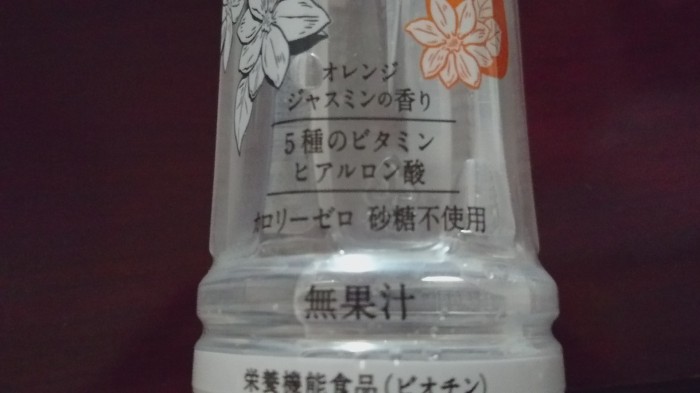 オレンジ
ジャスミンの香り
5種のビタミン
ヒアルロン酸
カロリーゼロ 砂糖不使用
無果汁
栄養機能食品(ビオチン)